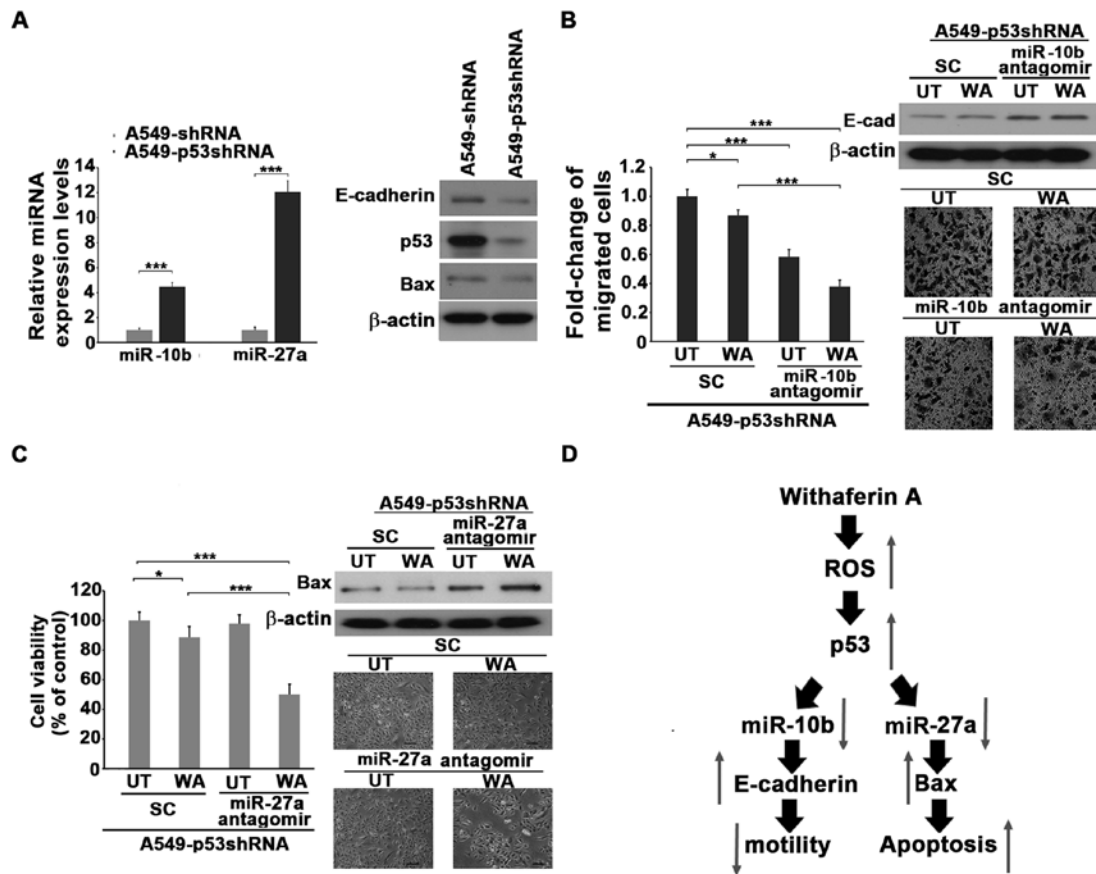 A
A549-shRNA
A549-p53shRNA
Relative miRNA
expression levels
14
12
10
8
6
4
2
0
***
***
miR-10b
miR-27a
A549-shRNA
A549-p53shRNA
E-cadherin
p53
Bax
β-actin
B
Fold-change of
migrated cells
1.2
1.0
0.8
0.6
0.4
0.2
0
***
***
*
***
UT WA UT WA
SC miR-10b
antagomir
A549-p53shRNA
A549-p53shRNA
miR-10b
SC antagomir
UT WA UT WA
E-cad
β-actin
SC
UT WA
miR-10b antagomir
UT WA
C
Cell viability
(% of control)
120
100
80
60
40
20
0
***
*
***
UT WA UT WA
SC miR-27a
antagomir
A549-p53shRNA
A549-p53shRNA
miR-27a
SC antagomir
UT WA UT WA
Bax
β-actin
SC
UT WA
miR-27a antagomir
UT WA
D
Withaferin A
ROS
p53
miR-10b miR-27a
E-cadherin Bax
motility Apoptosis